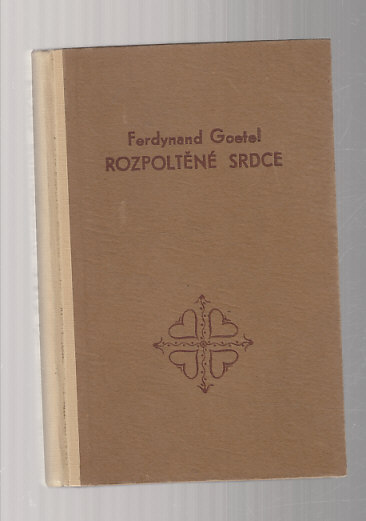 Ferdynand Goetel
ROZPOLTĚNÉ SRDCE